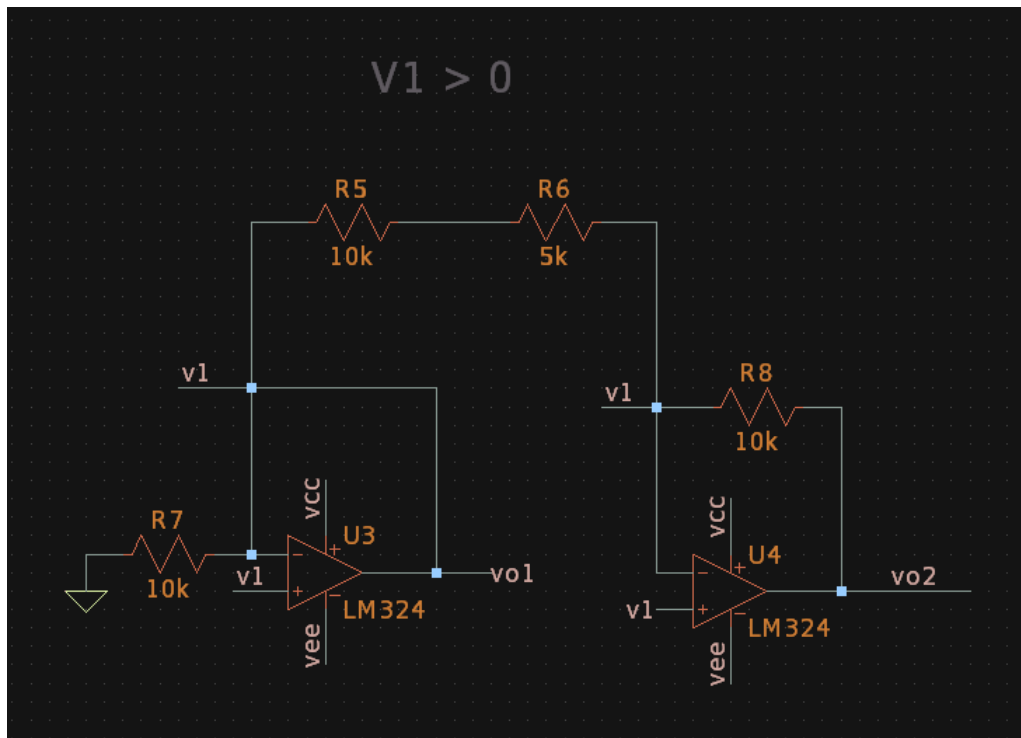 V1 > 0
R5
10k
R6
5k
v1
v1
R8
10k
R7
10k
v1
vcc
U3
LM324
vee
vo1
v1
vcc
U4
LM324
vee
vo2